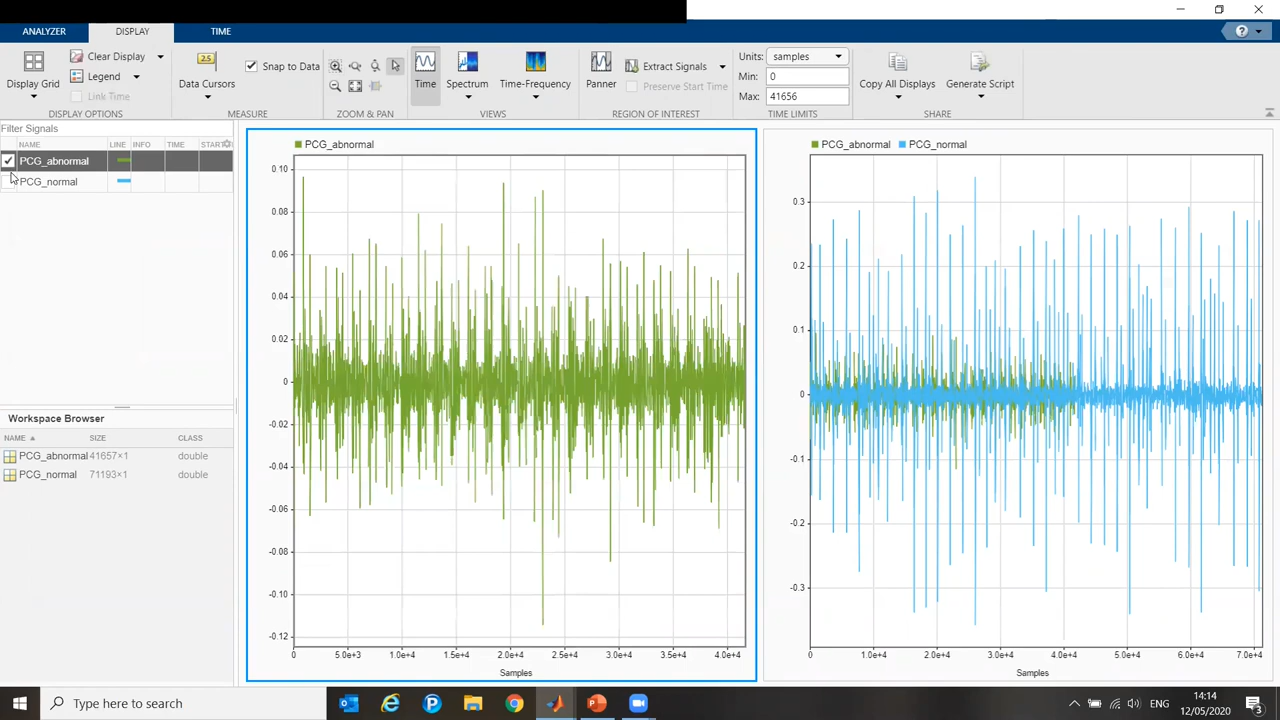 ANALYZER DISPLAY TIME
Display Grid
Clear Display
Legend
Link Time
DISPLAY OPTIONS
2.5
Data Cursors
Snap to Data
MEASURE
ZOOM & PAN
Time
Spectrum
Time-Frequency
VIEWS
Panner
Extract Signals
Preserve Start Time
REGION OF INTEREST
Units: samples
Min: 0
Max: 41656
TIME LIMITS
Copy All Displays
Generate Script
SHARE
Filter Signals
NAME LINE INFO TIME START
PCG_abnormal
PCG_normal
Workspace Browser
NAME SIZE CLASS
PCG_abnormal 41657×1 double
PCG_normal 71193×1 double
PCG_abnormal
0.10
0.08
0.06
0.04
0.02
0
-0.02
-0.04
-0.06
-0.08
-0.10
-0.12
0 5.0e+3 1.0e+4 1.5e+4 2.0e+4 2.5e+4 3.0e+4 3.5e+4 4.0e+4
Samples
PCG_abnormal PCG_normal
0.3
0.2
0.1
0
-0.1
-0.2
-0.3
0 1.0e+4 2.0e+4 3.0e+4 4.0e+4 5.0e+4 6.0e+4 7.0e+4
Samples
Type here to search
ENG
14:14
12/05/2020
3